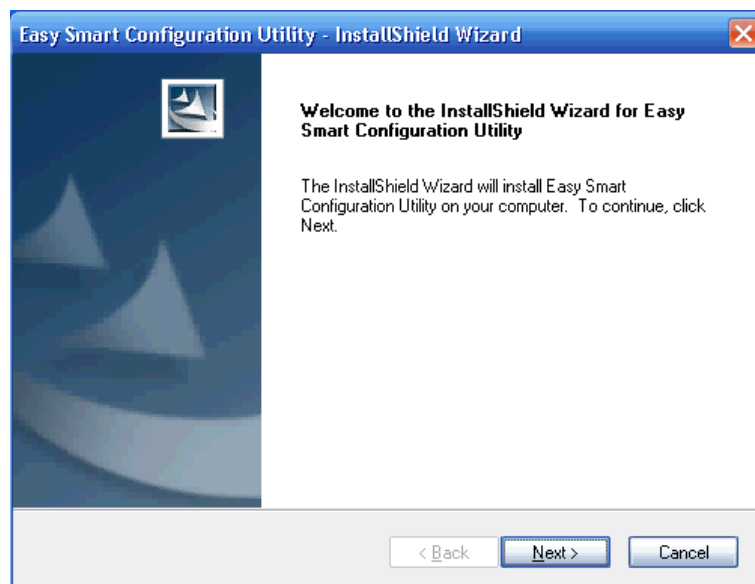 Easy Smart Configuration Utility - InstallShield Wizard
Welcome to the InstallShield Wizard for Easy
Smart Configuration Utility
The InstallShield Wizard will install Easy Smart
Configuration Utility on your computer. To continue, click
Next.
< Back
Next >
Cancel